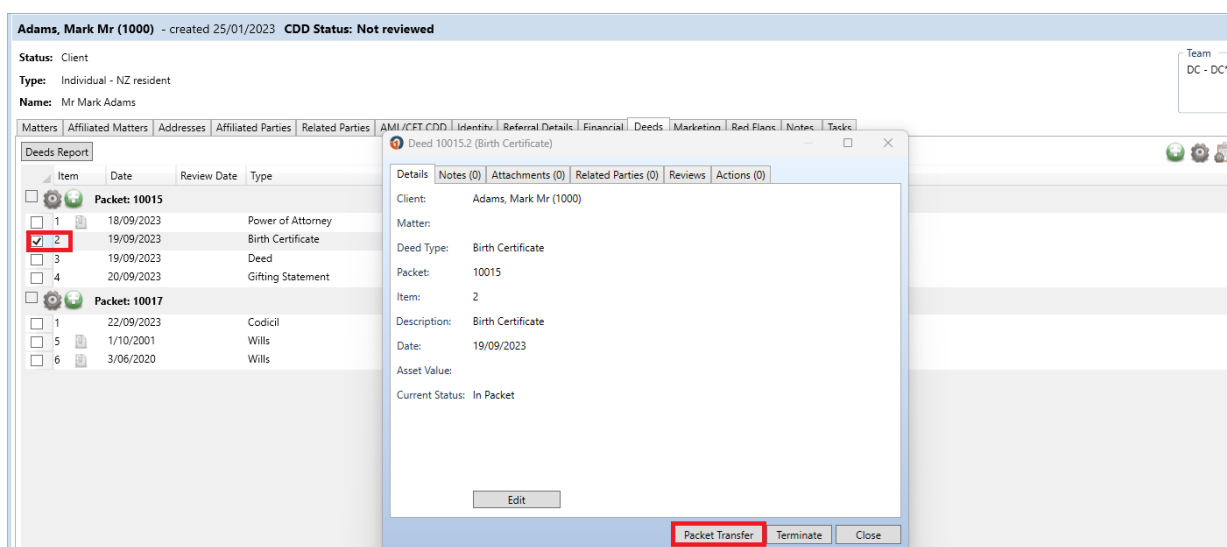 Adams, Mark Mr (1000) - created 25/01/2023 CDD Status: Not reviewed
Status: Client
Team
Type: Individual - NZ resident
DC - DC*
Name: Mr Mark Adams
Matters Affiliated Matters Addresses Affiliated Parties Related Parties AML/CFT CDD Identity Referral Details Financial Deeds Marketing Red Flags Notes Tasks
Deeds Report
Item Date Review Date Type
Packet: 10015
1 18/09/2023 Power of Attorney
2 19/09/2023 Birth Certificate
3 19/09/2023 Deed
4 20/09/2023 Gifting Statement
Packet: 10017
1 22/09/2023 Codicil
5 1/10/2001 Wills
6 3/06/2020 Wills
Deed 10015.2 (Birth Certificate)
Details Notes (0) Attachments (0) Related Parties (0) Reviews Actions (0)
Client: Adams, Mark Mr (1000)
Matter:
Deed Type: Birth Certificate
Packet: 10015
Item: 2
Description: Birth Certificate
Date: 19/09/2023
Asset Value:
Current Status: In Packet
Edit
Packet Transfer Terminate Close